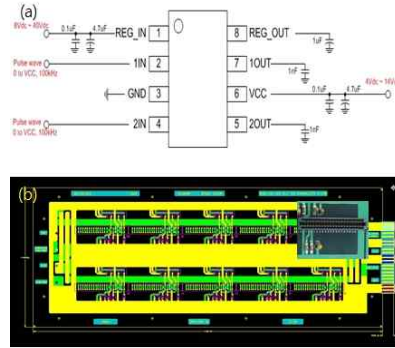 (a)
8Vdc ~ 40Vdc
0.1uF
4.7uF
REG_IN
1
8
REG_OUT
1uF
Pulse wave
0 to VCC, 100kHz
1IN
2
7
1OUT
1nF
GND
3
6
VCC
0.1uF
4.7uF
Pulse wave
0 to VCC, 100kHz
2IN
4
5
2OUT
1nF
(b)